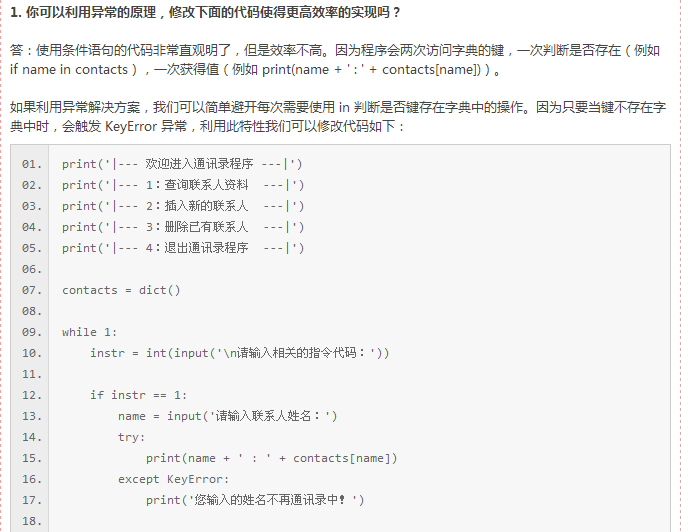 1. 你可以利用异常的原理，修改下面的代码使得更高效率的实现吗？
答：使用条件语句的代码非常直观明了，但是效率不高。因为程序会两次访问字典的键，一次判断是否存在（例如
if name in contacts），一次获得值（例如 print(name + ' : ' + contacts[name])）。
如果利用异常解决方案，我们可以简单避开每次需要使用 in 判断是否键存在字典中的操作。因为只要当键不存在字
典中时，会触发 KeyError 异常，利用此特性我们可以修改代码如下：
01. print('|--- 欢迎进入通讯录程序 ---|')
02. print('|--- 1：查询联系人资料  ---|')
03. print('|--- 2：插入新的联系人  ---|')
04. print('|--- 3：删除已有联系人  ---|')
05. print('|--- 4：退出通讯录程序  ---|')
06.
07. contacts = dict()
08.
09. while 1:
10.     instr = int(input('\n请输入相关的指令代码：'))
11.
12.     if instr == 1:
13.         name = input('请输入联系人姓名：')
14.         try:
15.             print(name + ' : ' + contacts[name])
16.         except KeyError:
17.             print('您输入的姓名不再通讯录中！')
18.